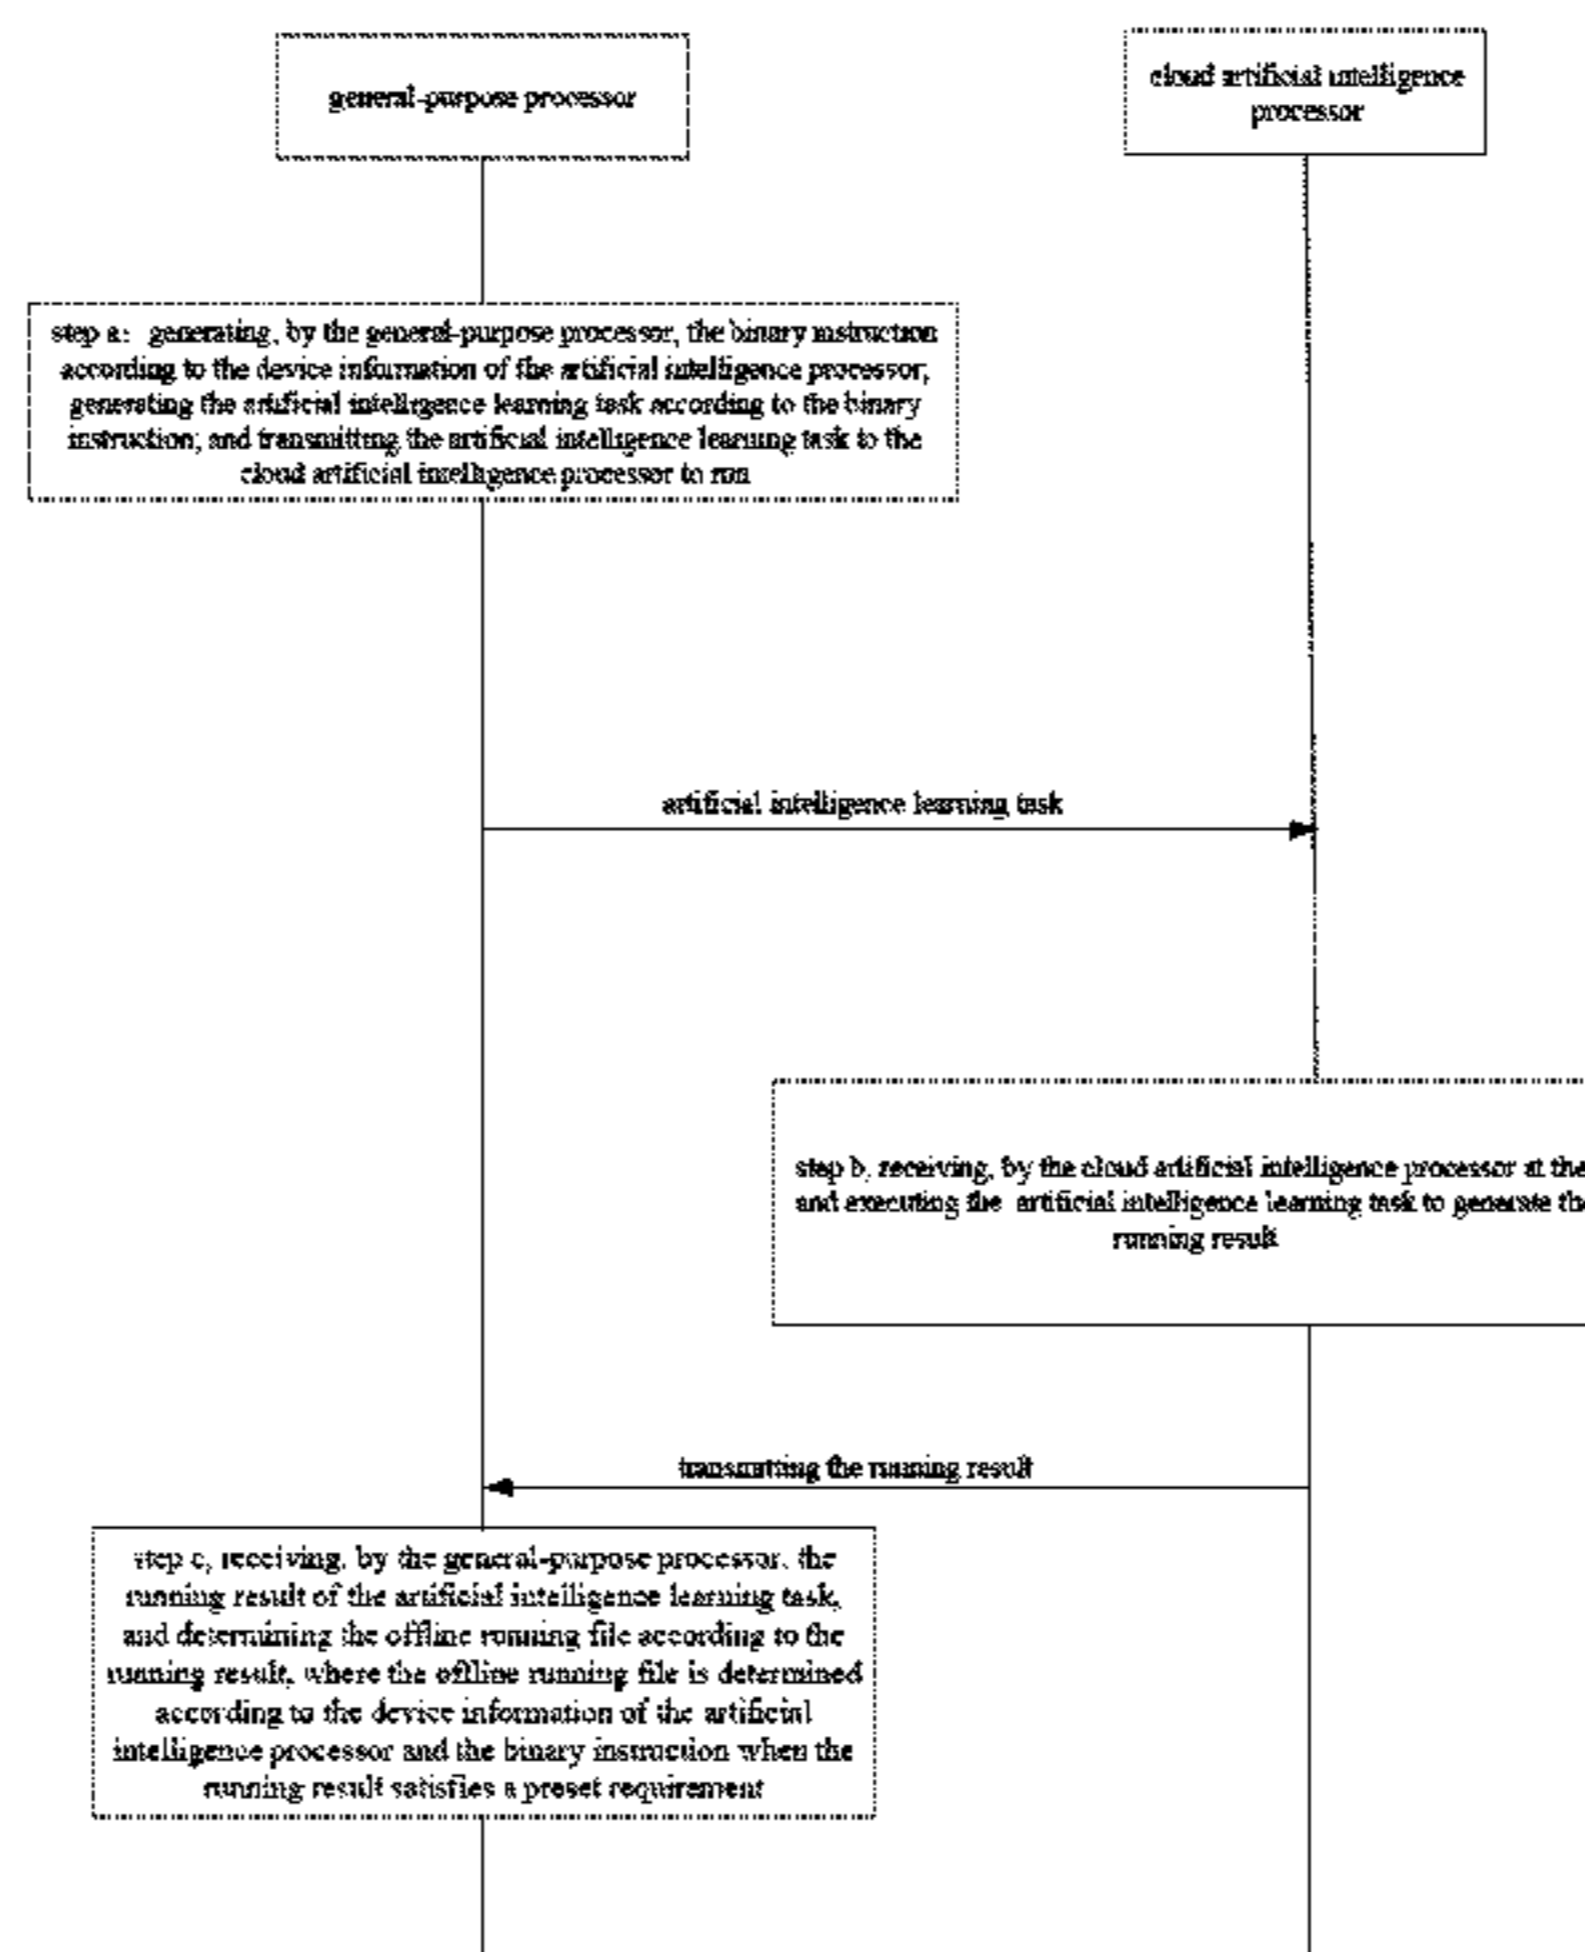 general-purpose processor
cloud artificial intelligence
processor
step a: generating, by the general-purpose processor, the binary instruction
according to the device information of the artificial intelligence processor,
generating the artificial intelligence learning task according to the binary
instruction; and transmitting the artificial intelligence learning task to the
cloud artificial intelligence processor to run
artificial intelligence learning task
step b, receiving, by the cloud artificial intelligence processor at the
and executing the artificial intelligence learning task to generate the
running result
transmitting the running result
step c, receiving, by the general-purpose processor, the
running result of the artificial intelligence learning task,
and determining the offline running file according to the
running result, where the offline running file is determined
according to the device information of the artificial
intelligence processor and the binary instruction when the
running result satisfies a preset requirement